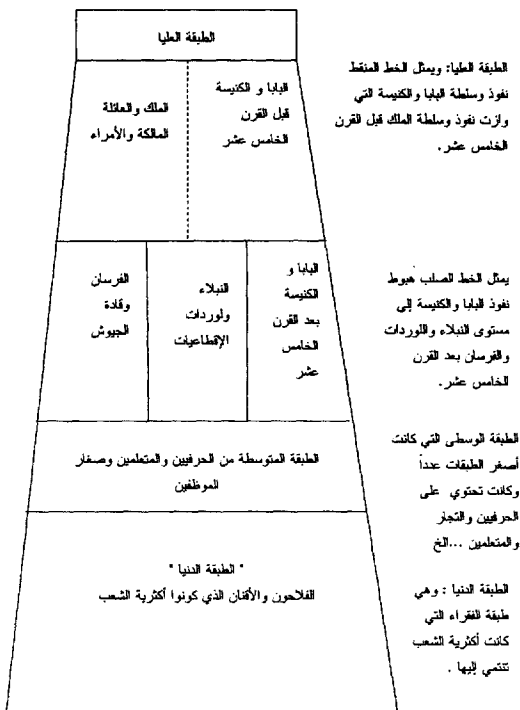 الطبقة العليا
البابا و الكنيسة
قبل القرن
الخامس عشر
الملك والعائلة
المالكة والأمراء
الطبقة العليا: ويمثل الخط المنقط
نفوذ وسلطة البابا والكنيسة التي
وازت نفوذ وسلطة الملك قبل القرن
الخامس عشر.
البابا و
الكنيسة
بعد القرن
الخامس
عشر
النبلاء
ولوردات
الإقطاعيات
الفرسان
وقادة
الجيوش
يمثل الخط الصلب هبوط
نفوذ البابا والكنيسة إلى
مستوى النبلاء واللوردات
والفرسان بعد القرن
الخامس عشر.
الطبقة المتوسطة من الحرفيين والمتعلمين وصغار
الموظفين
الطبقة الوسطى التي كانت
أصغر الطبقات عدداً
وكانت تحتوي على
الحرفيين والتجار
والمتعلمين ...الخ
" الطبقة الدنيا "
الفلاحون والأقنان الذي كونوا أكثرية الشعب
الطبقة الدنيا : وهي
طبقة الفقراء التي
كانت أكثرية الشعب
تنتمي إليها .